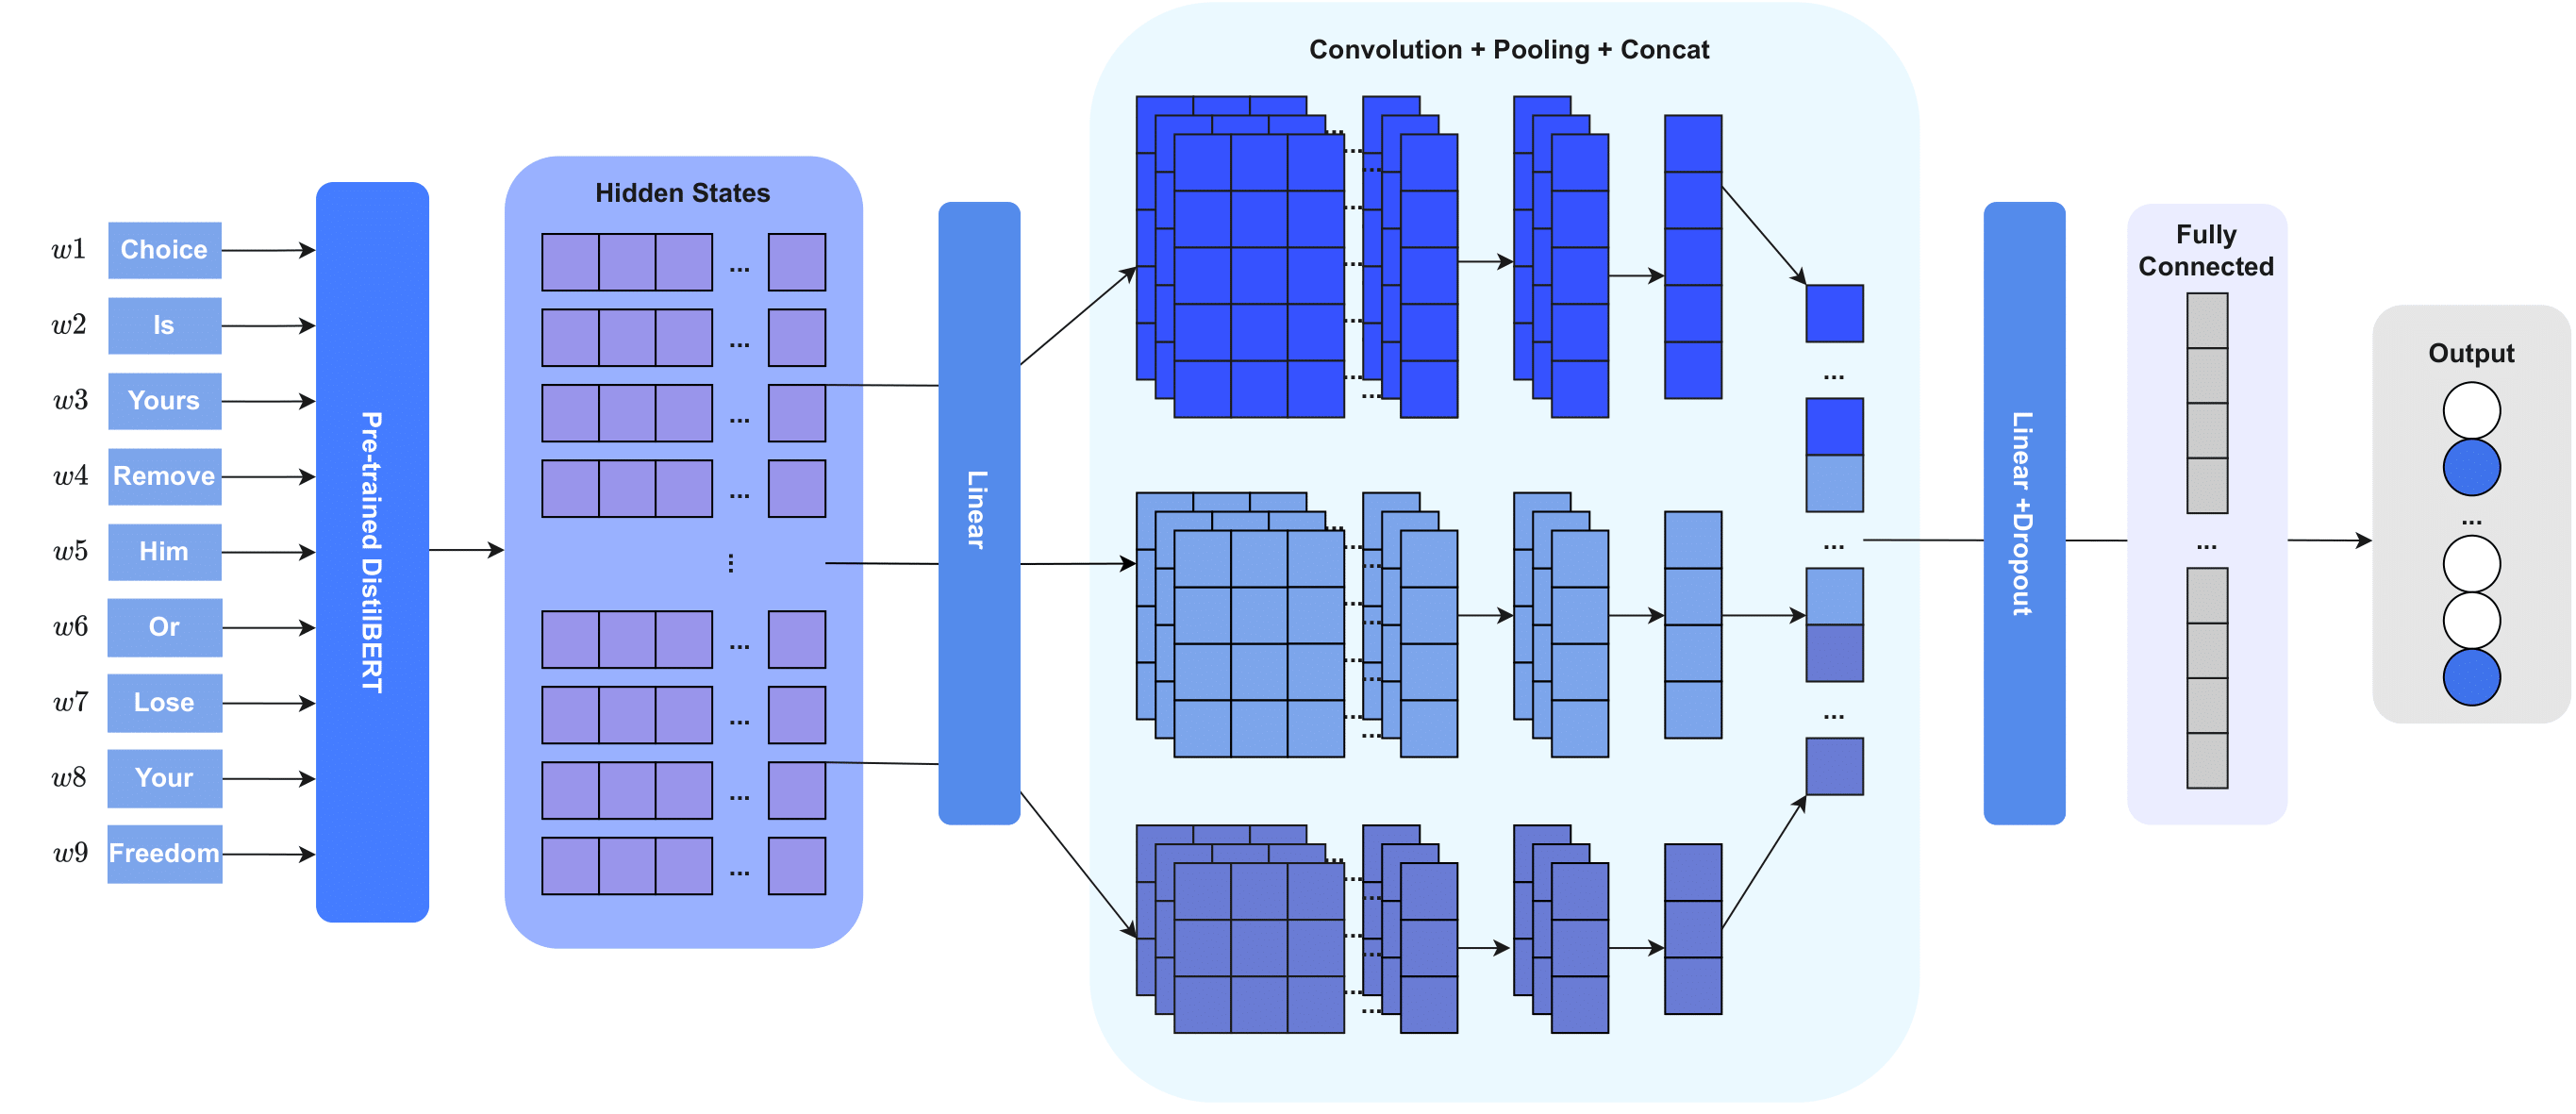 Convolution + Pooling + Concat
Hidden States
Fully
Connected
Output
w1 Choice
w2 Is
w3 Yours
w4 Remove
w5 Him
w6 Or
w7 Lose
w8 Your
w9 Freedom
Pre-trained DistilBERT
Linear
Linear +Dropout